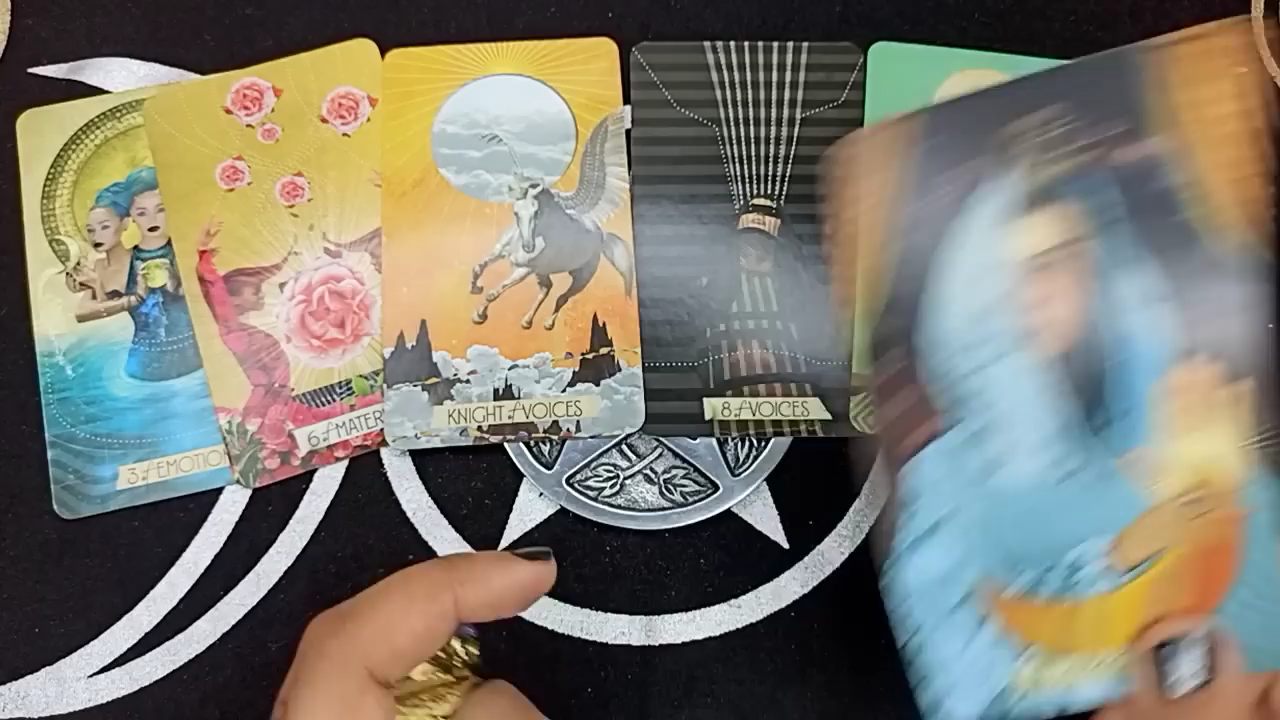 3 of EMOTIO
6 of MATER
KNIGHT of VOICES
8 of VOICES